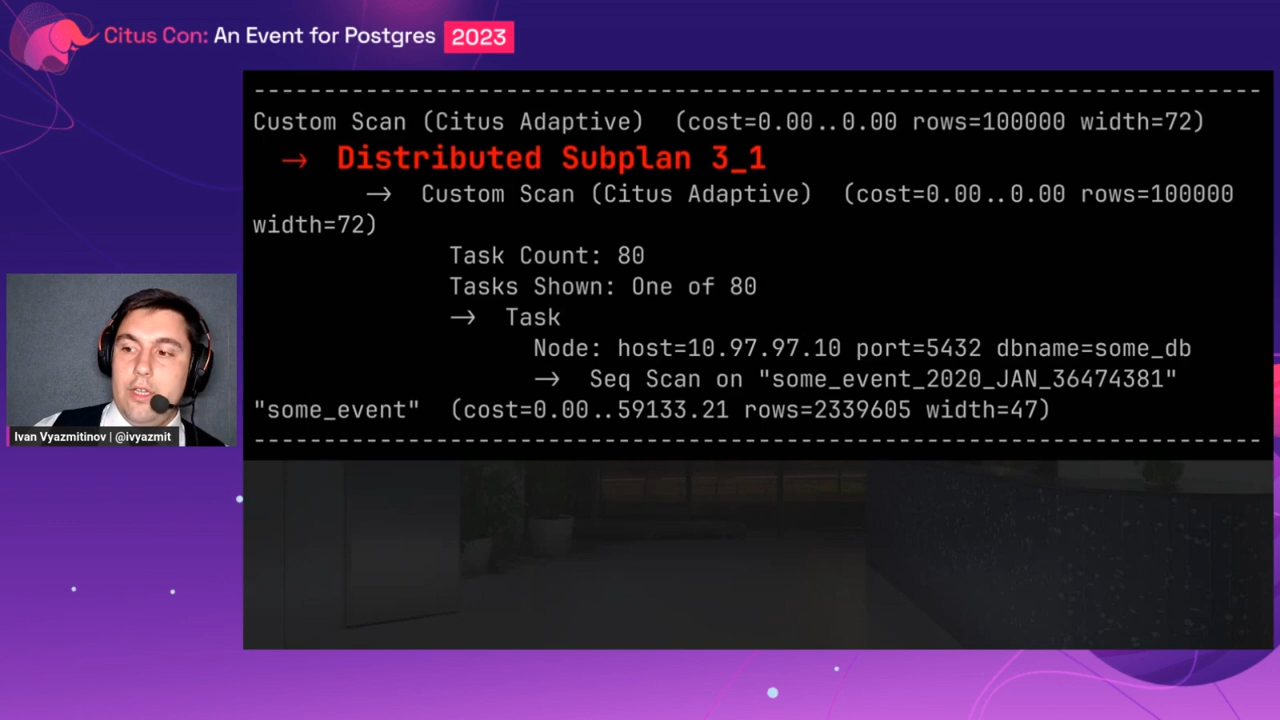 Citus Con: An Event for Postgres 2023
--------------------------------------------------------------------------------
Custom Scan (Citus Adaptive)  (cost=0.00..0.00 rows=100000 width=72)
→ Distributed Subplan 3_1
→ Custom Scan (Citus Adaptive)  (cost=0.00..0.00 rows=100000
width=72)
Task Count: 80
Tasks Shown: One of 80
→ Task
Node: host=10.97.97.10 port=5432 dbname=some_db
→ Seq Scan on "some_event_2020_JAN_36474381"
"some_event"  (cost=0.00..59133.21 rows=2339605 width=47)
--------------------------------------------------------------------------------
Ivan Vyazmitinov | @ivyazmit